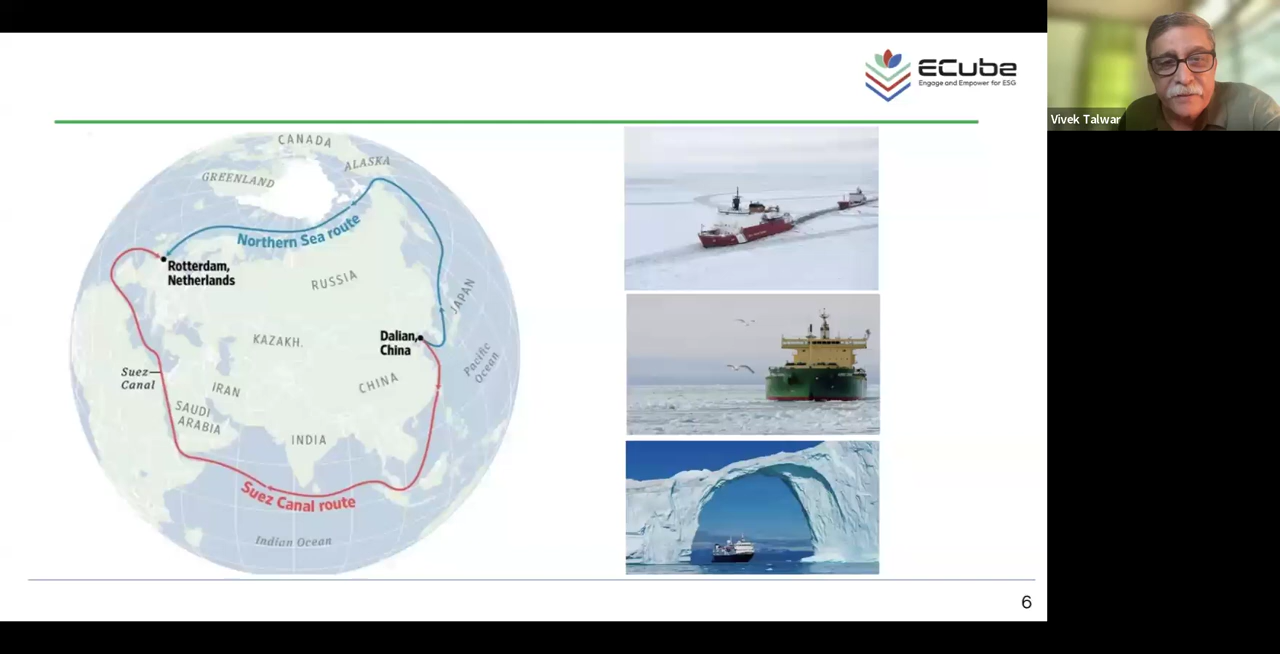 ECube
Engage and Empower for ESG
Vivek Talwar
CANADA
ALASKA
GREENLAND
Northern Sea route
Rotterdam,
Netherlands
RUSSIA
JAPAN
KAZAKH.
Dalian,
China
Pacific
Ocean
Suez
Canal
IRAN
CHINA
SAUDI
ARABIA
INDIA
Suez Canal route
Indian Ocean
6